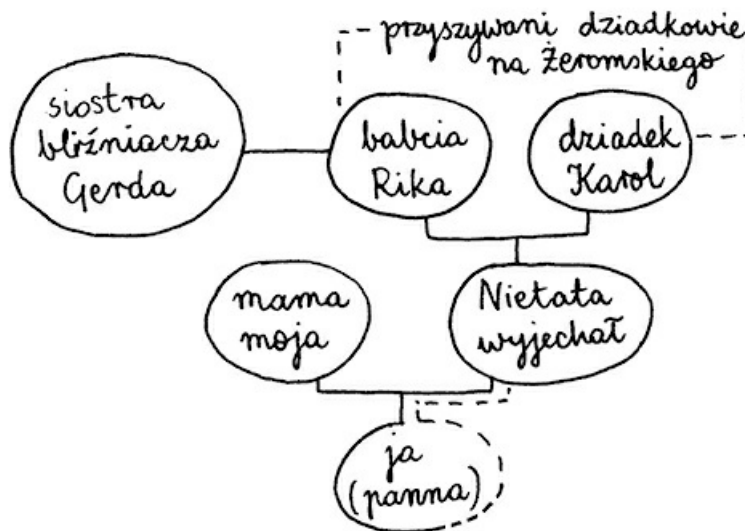 przyszywani dziadkowie
na Żeromskiego
siostra
bliźniacza
Gerda
babcia
Rika
dziadek
Karol
mama
moja
Nietata
wyjechał
ja
(panna)